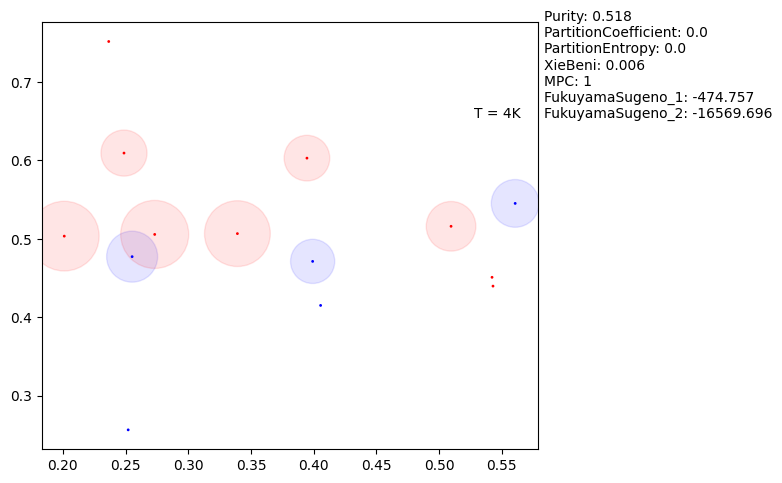 Purity: 0.518
PartitionCoefficient: 0.0
PartitionEntropy: 0.0
XieBeni: 0.006
MPC: 1
FukuyamaSugeno_1: -474.757
FukuyamaSugeno_2: -16569.696
T = 4K
0.7
0.6
0.5
0.4
0.3
0.20 0.25 0.30 0.35 0.40 0.45 0.50 0.55